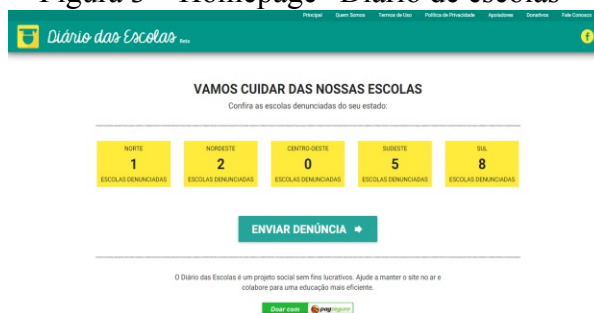 Figura 3 – Homepage "Diário de escolas"
Principal Quem Somos Termos de Uso Política de Privacidade Apoiadores Donativos Fale Conosco
Diário das Escolas Beta
VAMOS CUIDAR DAS NOSSAS ESCOLAS
Confira as escolas denunciadas do seu estado:
NORTE NORDESTE CENTRO-OESTE SUDESTE SUL
1 2 0 5 8
ESCOLAS DENUNCIADAS ESCOLAS DENUNCIADAS ESCOLAS DENUNCIADAS ESCOLAS DENUNCIADAS ESCOLAS DENUNCIADAS
ENVIAR DENÚNCIA
O Diário das Escolas é um projeto social sem fins lucrativos. Ajude a manter o site no ar e
colabore para uma educação mais eficiente.
Doar com pagseguro